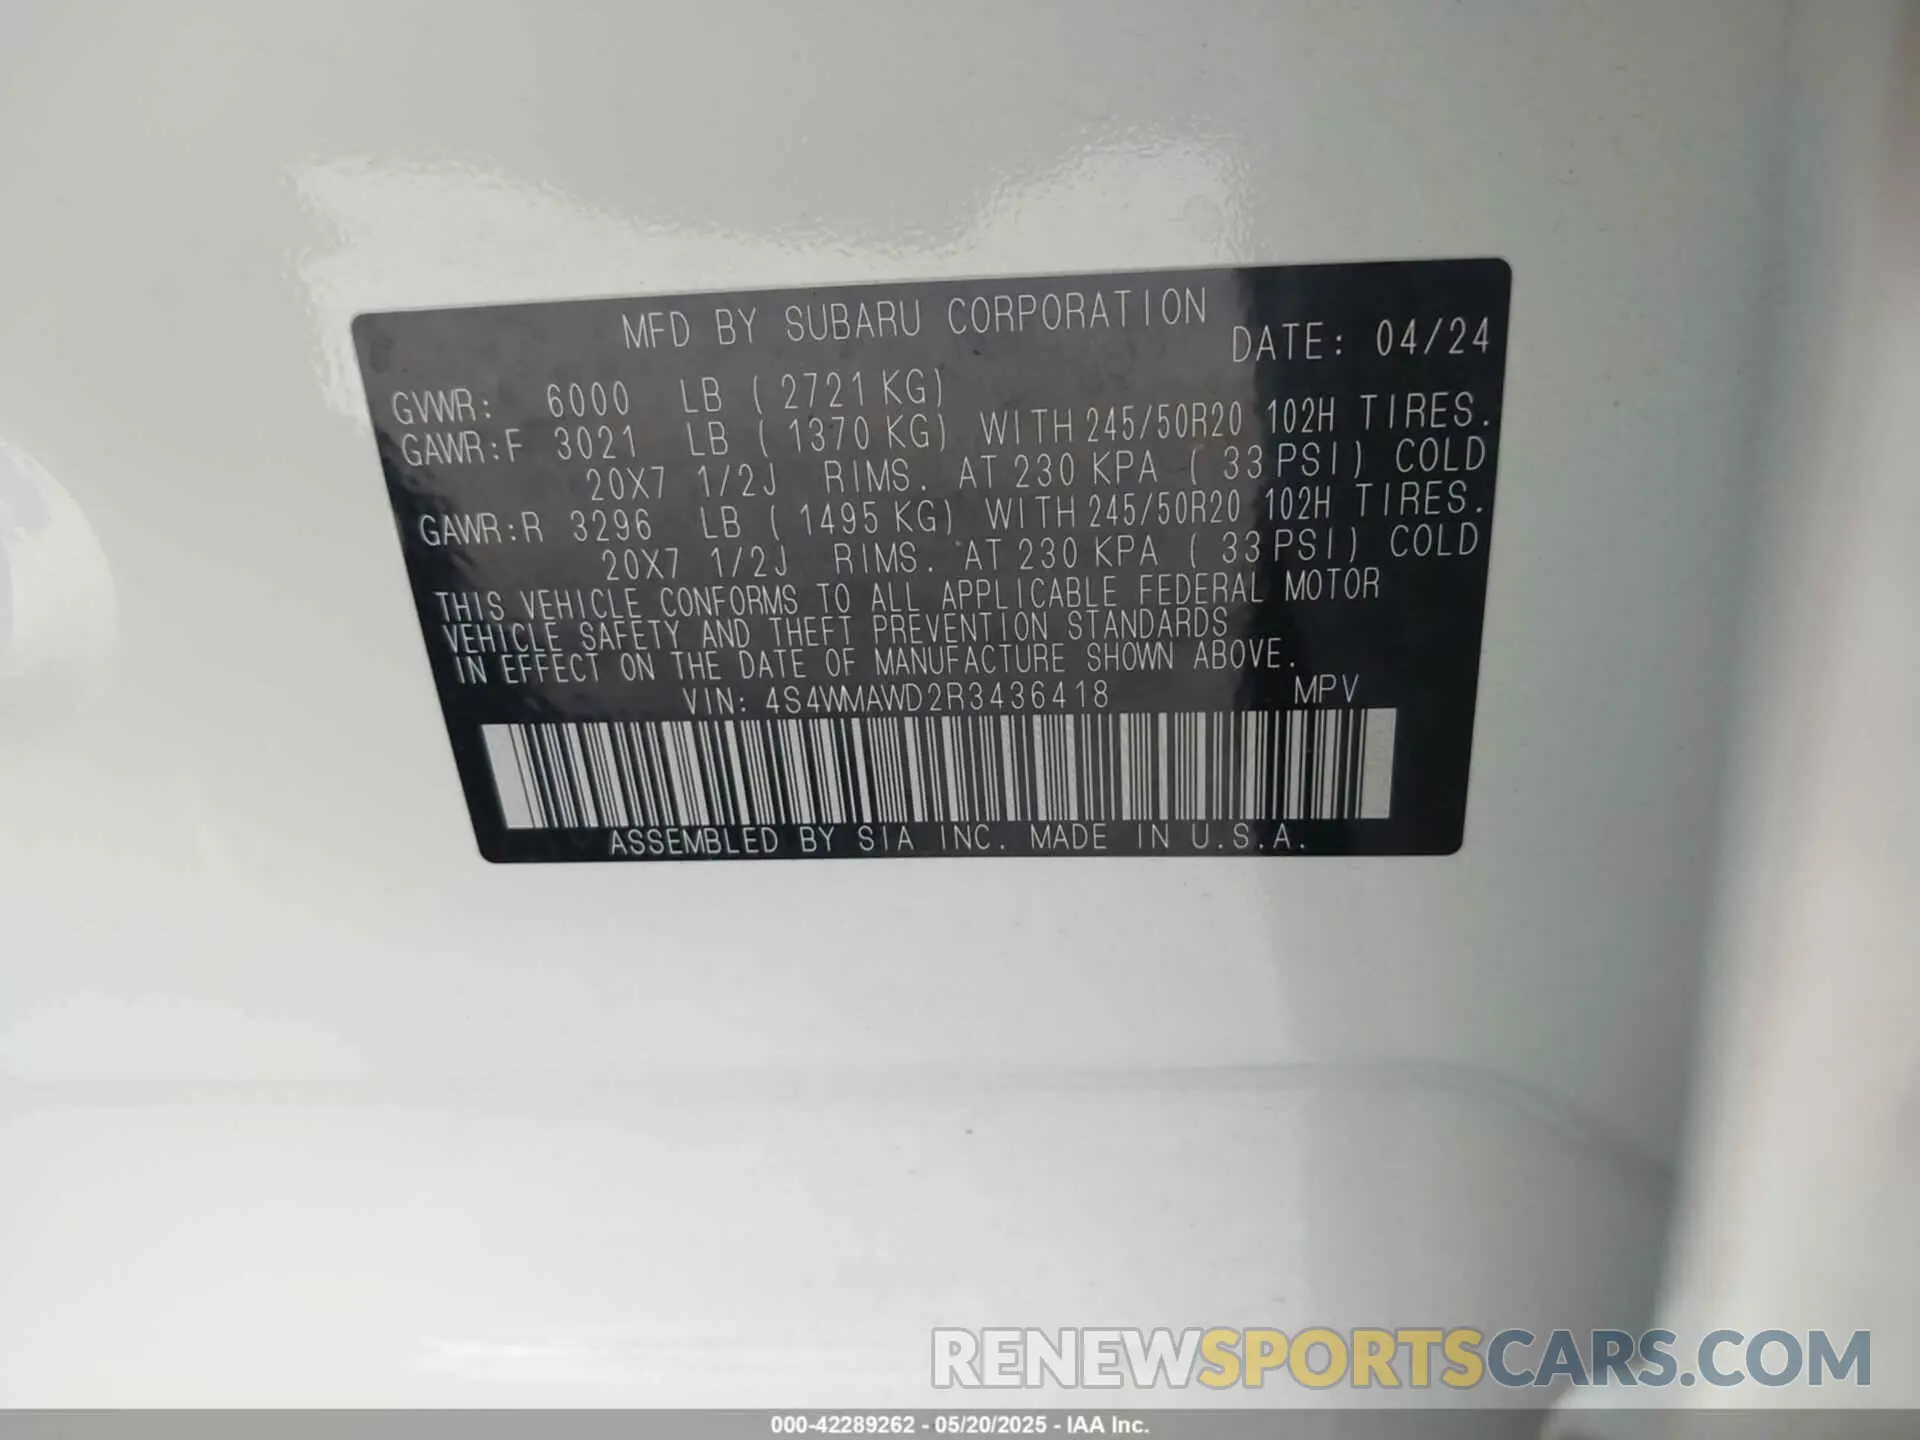 MFD BY SUBARU CORPORATION
DATE: 04/24
GVWR: 6000 LB ( 2721 KG)
GAWR:F 3021 LB ( 1370 KG) WITH 245/50R20 102H TIRES.
20X7 1/2J RIMS. AT 230 KPA ( 33 PSI) COLD
GAWR:R 3296 LB ( 1495 KG) WITH 245/50R20 102H TIRES.
20X7 1/2J RIMS. AT 230 KPA ( 33 PSI) COLD
THIS VEHICLE CONFORMS TO ALL APPLICABLE FEDERAL MOTOR
VEHICLE SAFETY AND THEFT PREVENTION STANDARDS
IN EFFECT ON THE DATE OF MANUFACTURE SHOWN ABOVE.
VIN: 4S4WMAWD2R3436418 MPV
ASSEMBLED BY SIA INC. MADE IN U.S.A.
RENEWSPORTSCARS.COM
000-42289262 - 05/20/2025 - IAA Inc.